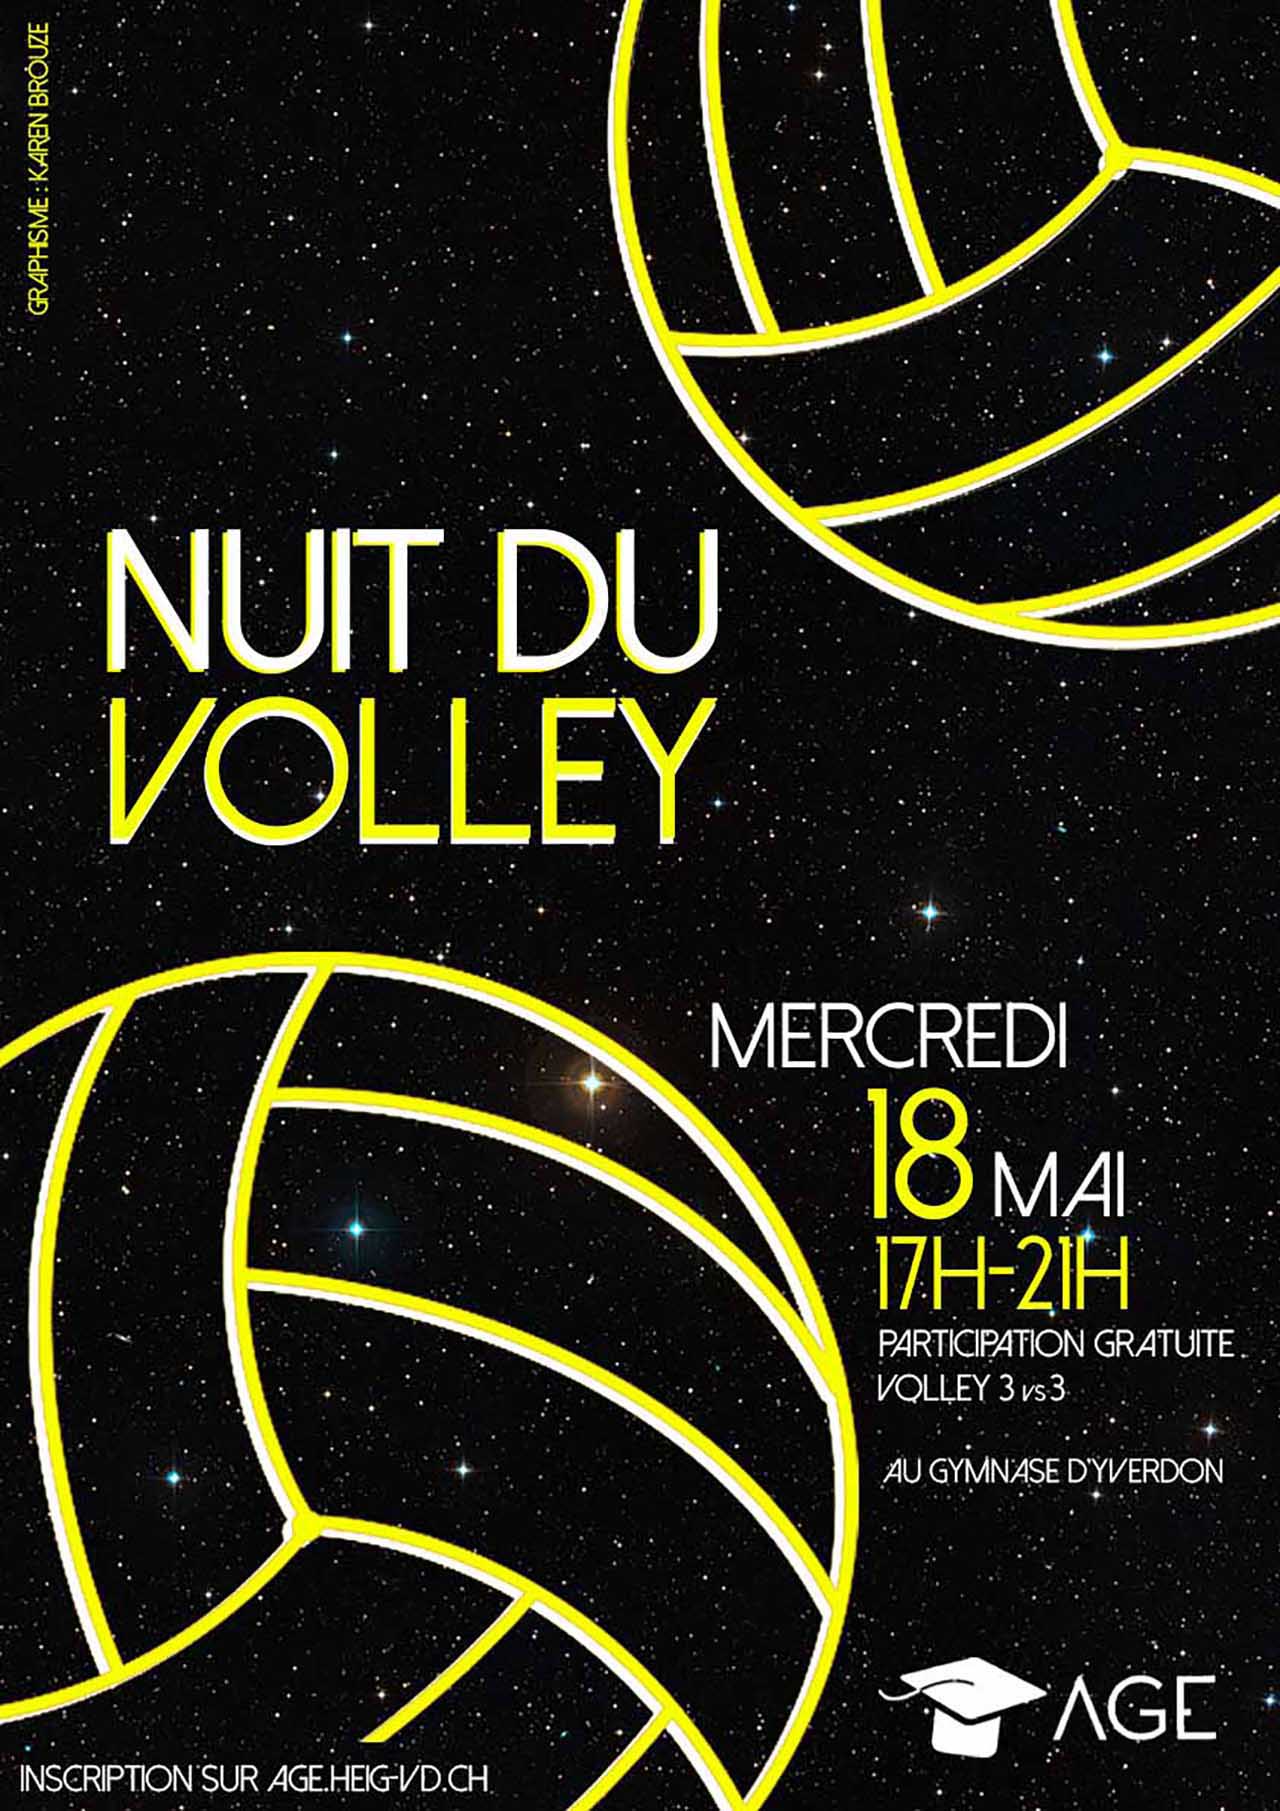 GRAPHISME : KAREN BROUZE
NUIT DU
VOLLEY
MERCREDI
18 MAI
17H-21H
PARTICIPATION GRATUITE
VOLLEY 3 vs 3
AU GYMNASE D'YVERDON
AGE
INSCRIPTION SUR AGE.HEIG-VD.CH